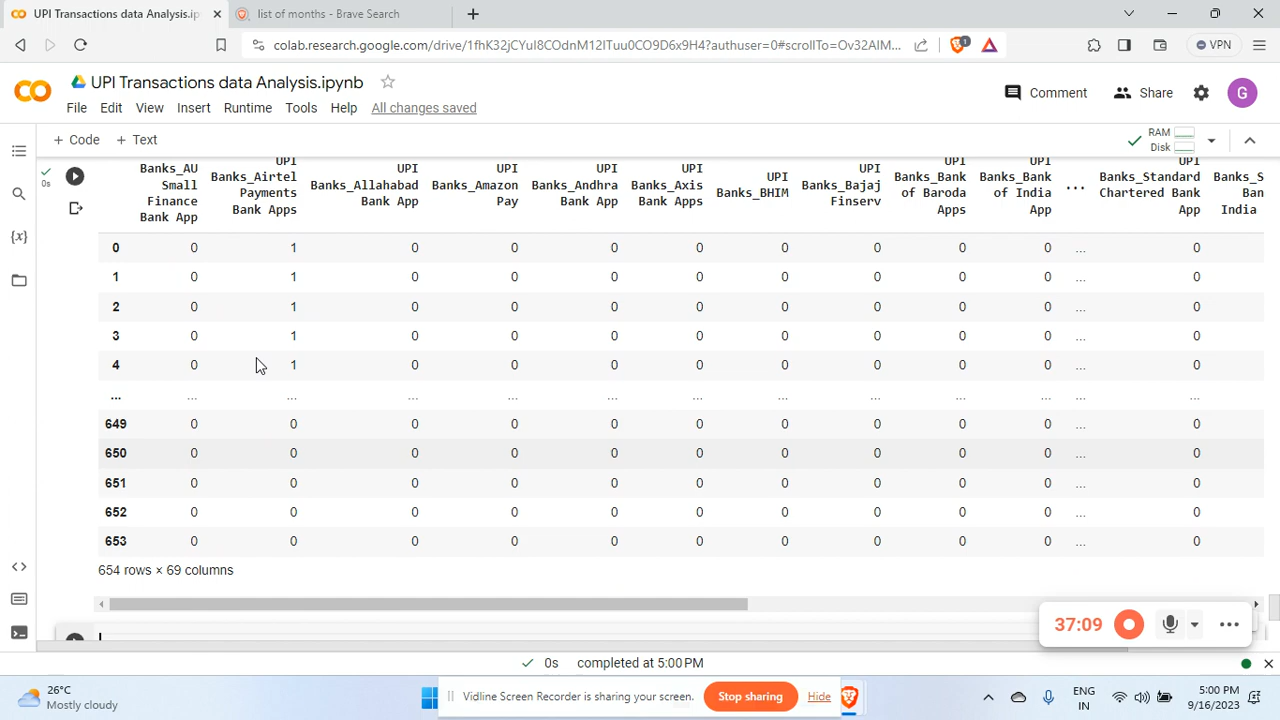 UPI Transactions data Analysis.ip
list of months - Brave Search
colab.research.google.com/drive/1fhK32jCYuI8COdnM12ITuu0CO9D6x9H4?authuser=0#scrollTo=Ov32AIM...
1
VPN
CO
UPI Transactions data Analysis.ipynb
Comment
Share
G
File Edit View Insert Runtime Tools Help All changes saved
+ Code + Text
RAM
Disk
0s
{x}
UPI UPI UPI UPI UPI UPI UPI UPI UPI UPI
Banks_AU Banks_Airtel Banks_Allahabad Banks_Amazon Banks_Andhra Banks_Axis Banks_BHIM Banks_Bajaj Banks_Bank Banks_Bank ... Banks_Standard Banks_S
Small Payments Bank App Pay Bank App Bank Apps Finserv of Baroda of India Chartered Bank Ban
Finance Bank Apps Apps App App India
Bank App
0 0 1 0 0 0 0 0 0 0 0 ... 0
1 0 1 0 0 0 0 0 0 0 0 ... 0
2 0 1 0 0 0 0 0 0 0 0 ... 0
3 0 1 0 0 0 0 0 0 0 0 ... 0
4 0 1 0 0 0 0 0 0 0 0 ... 0
... ... ... ... ... ... ... ... ... ... ... ... ...
649 0 0 0 0 0 0 0 0 0 0 ... 0
650 0 0 0 0 0 0 0 0 0 0 ... 0
651 0 0 0 0 0 0 0 0 0 0 ... 0
652 0 0 0 0 0 0 0 0 0 0 ... 0
653 0 0 0 0 0 0 0 0 0 0 ... 0
654 rows × 69 columns
37:09
0s completed at 5:00 PM
26°C
Mostly cloudy
Vidline Screen Recorder is sharing your screen.
Stop sharing
Hide
ENG
IN
5:00 PM
9/16/2023